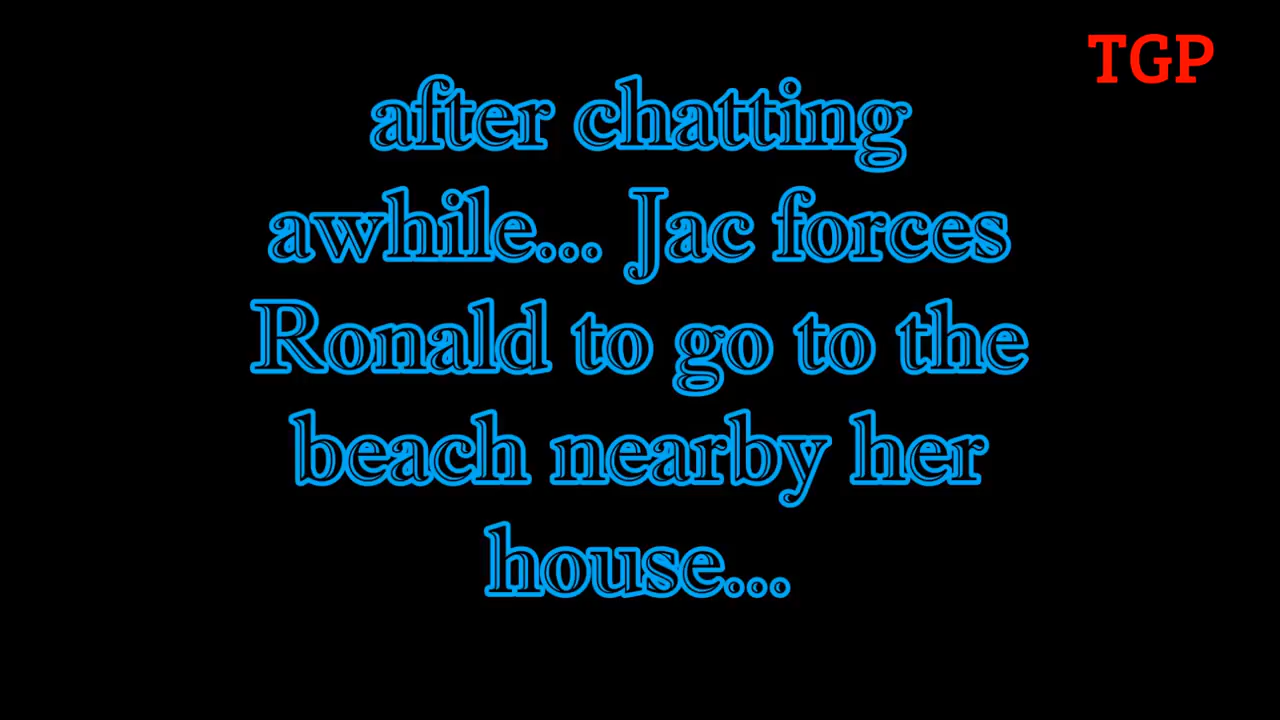 TGP
after chatting
awhile... Jac forces
Ronald to go to the
beach nearby her
house...